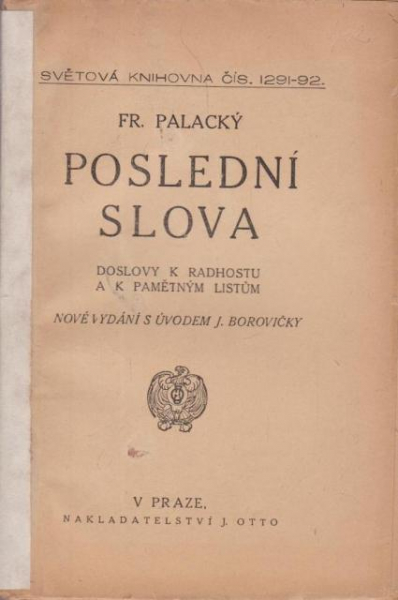 SVĚTOVÁ KNIHOVNA ČÍS. 1291-92.
FR. PALACKÝ
POSLEDNÍ
SLOVA
DOSLOVY K RADHOSTU
A K PAMĚTNÝM LISTŮM
NOVÉ VYDÁNÍ S ÚVODEM J. BOROVIČKY
V PRAZE,
NAKLADATELSTVÍ J. OTTO